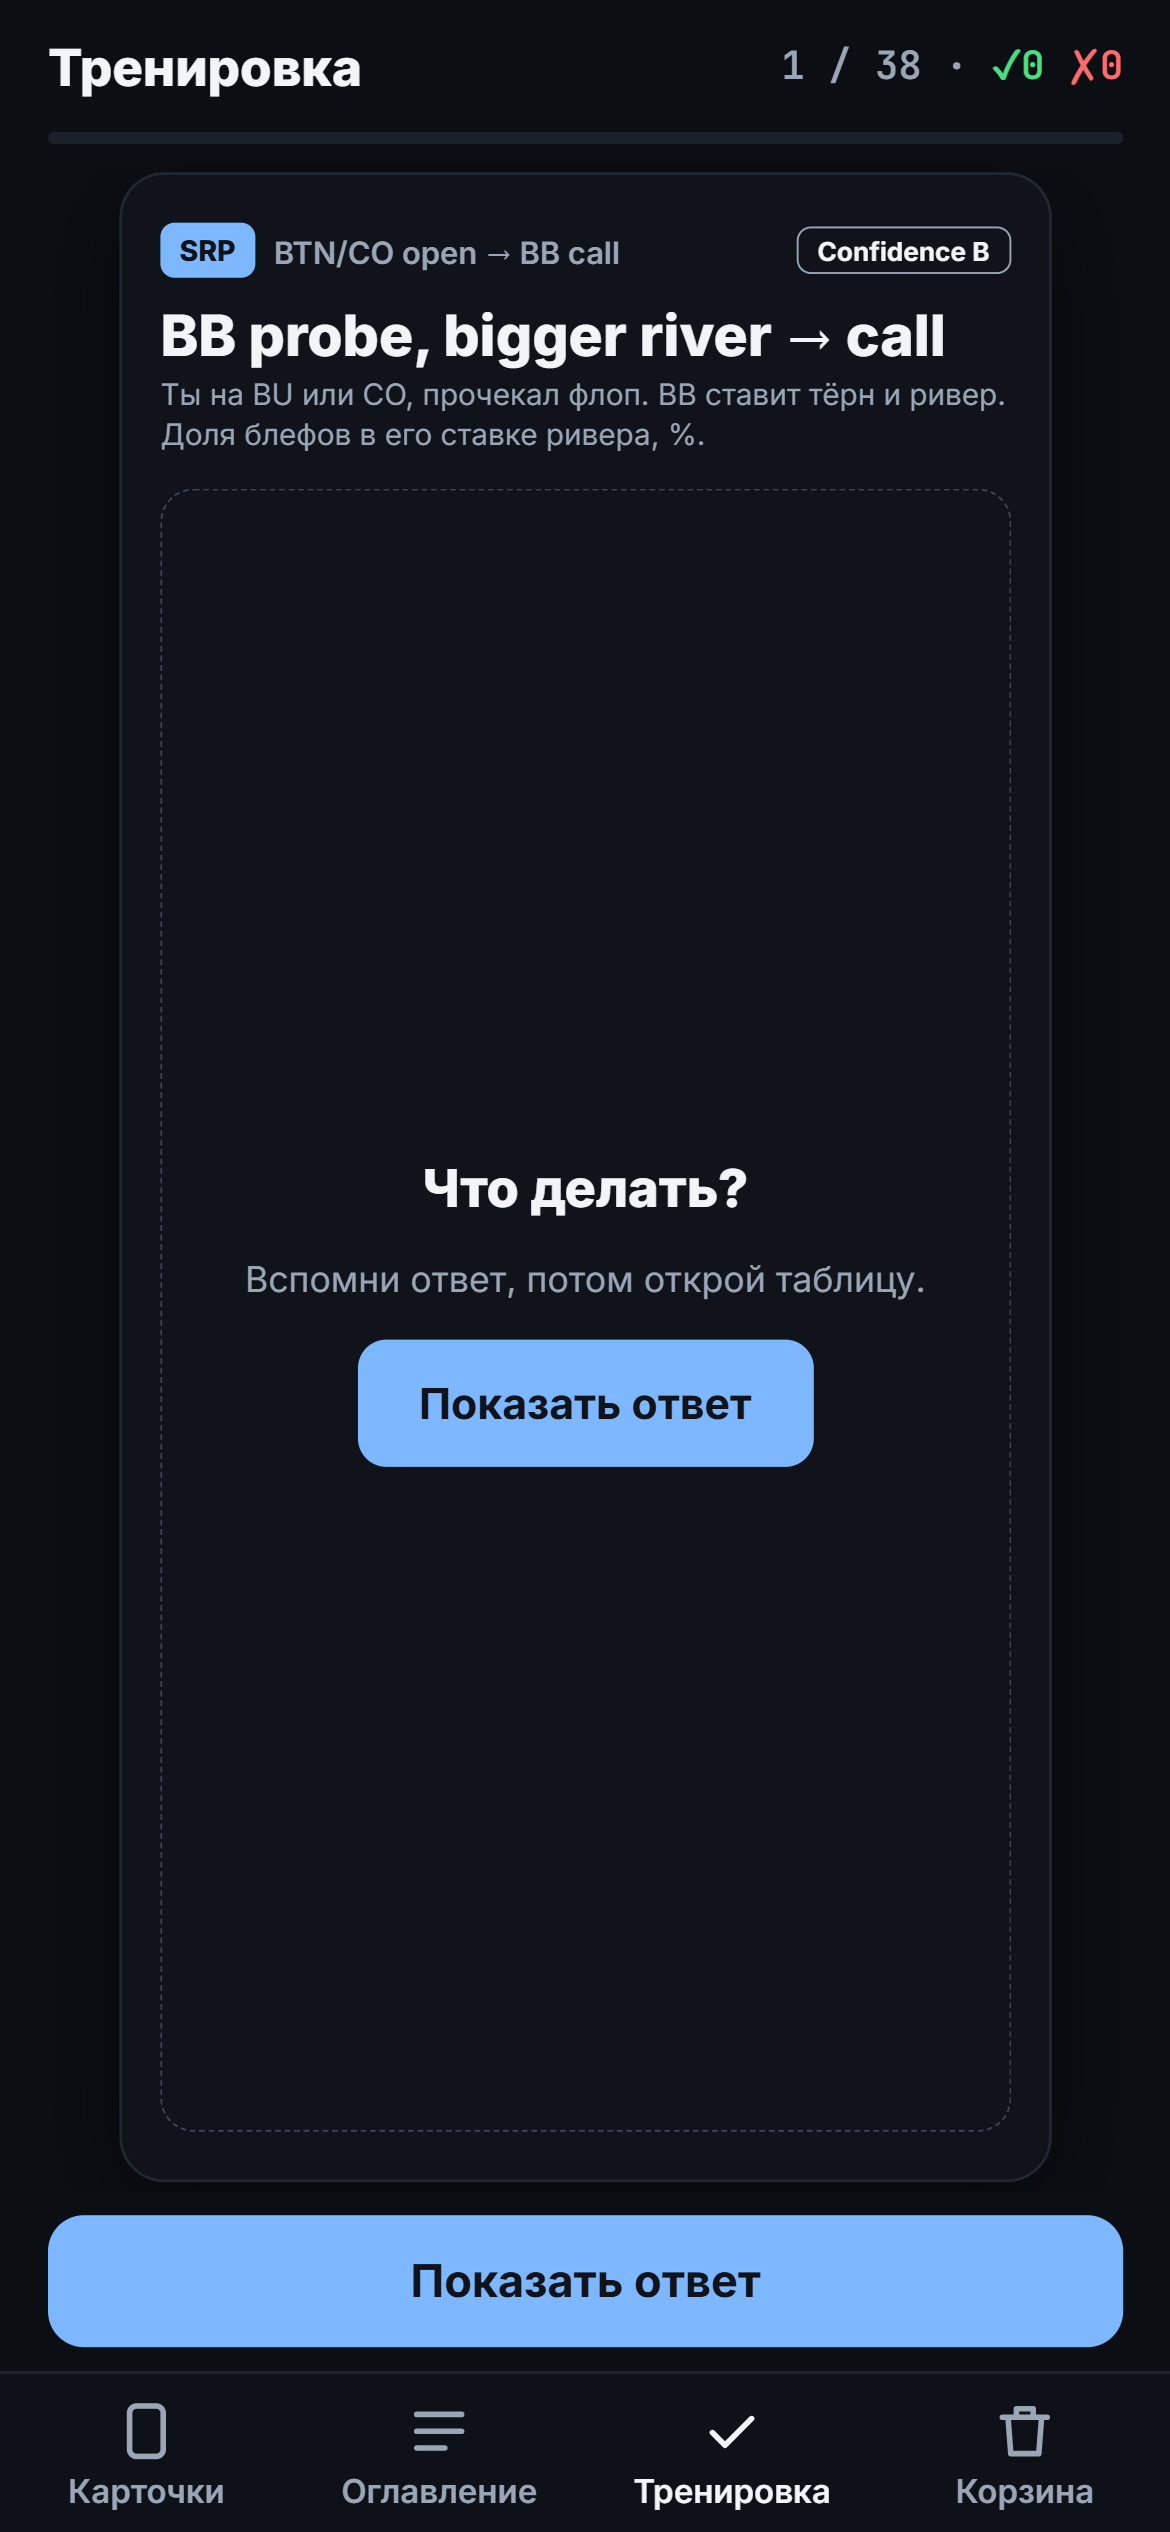 Тренировка
1 / 38 · ✓0 ✗0
SRP BTN/CO open → BB call Confidence B
BB probe, bigger river → call
Ты на BU или CO, прочекал флоп. BB ставит тёрн и ривер.
Доля блефов в его ставке ривера, %.
Что делать?
Вспомни ответ, потом открой таблицу.
Показать ответ
Показать ответ
Карточки Оглавление Тренировка Корзина